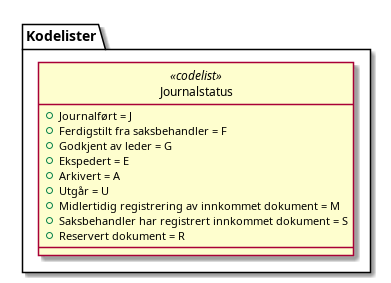 Kodelister
«codelist»
Journalstatus
Journalført = J
Ferdigstilt fra saksbehandler = F
Godkjent av leder = G
Ekspedert = E
Arkivert = A
Utgår = U
Midlertidig registrering av innkommet dokument = M
Saksbehandler har registrert innkommet dokument = S
Reservert dokument = R